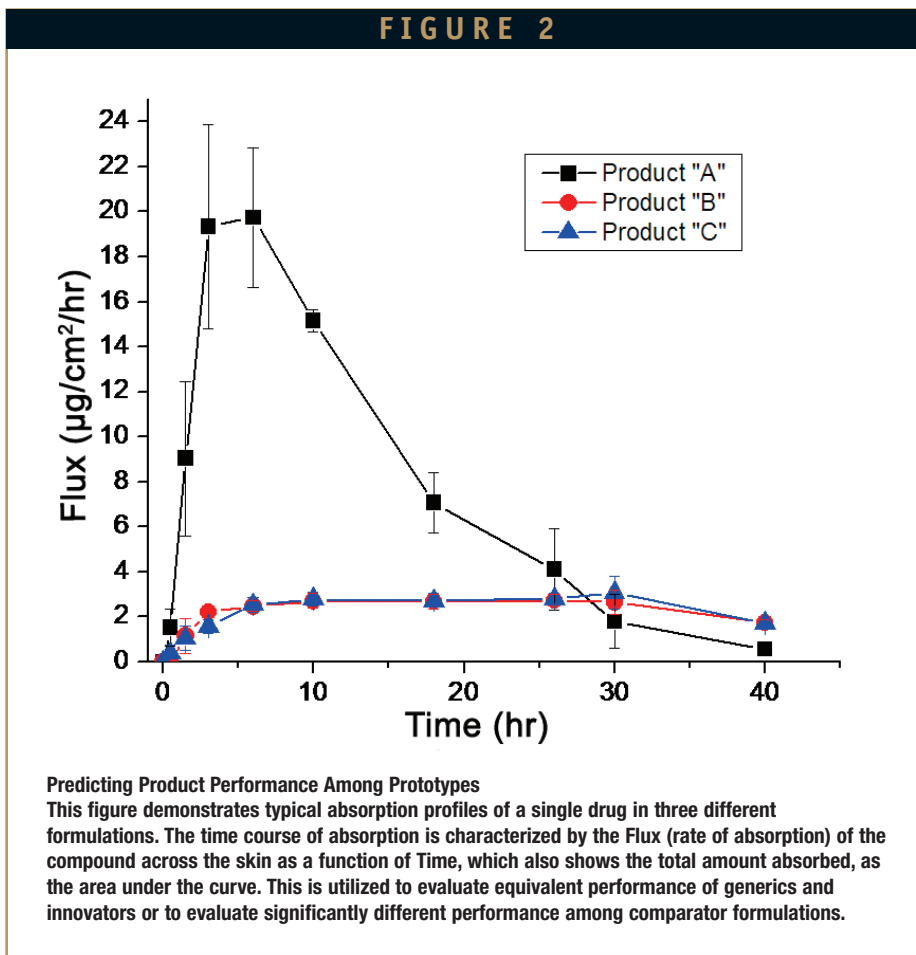 FIGURE 2
24
22
20
18
16
14
12
10
8
6
4
2
0
Flux (µg/cm²/hr)
Product "A"
Product "B"
Product "C"
0 10 20 30 40
Time (hr)
Predicting Product Performance Among Prototypes
This figure demonstrates typical absorption profiles of a single drug in three different
formulations. The time course of absorption is characterized by the Flux (rate of absorption) of the
compound across the skin as a function of Time, which also shows the total amount absorbed, as
the area under the curve. This is utilized to evaluate equivalent performance of generics and
innovators or to evaluate significantly different performance among comparator formulations.